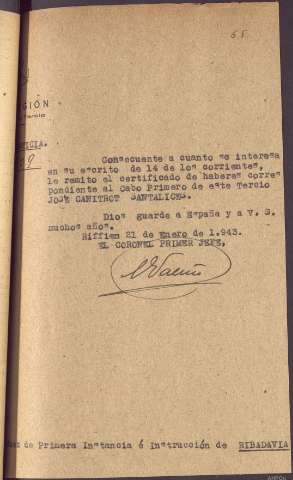 65
GIÓN
CIA.
Consecuente a cuanto se interesa
en su escrito de 14 de los corrientes,
le remito el certificado de haberes corres
pondiente al Cabo Primero de este Tercio
JOSE CANITROT SANTALICES.
Dios guarde a España y a V. S.
muchos años.
Riffien 21 de Enero de 1.943.
EL CORONEL PRIMER JEFE,
de Primera Instancia ó Instrucción de RIBADAVIA